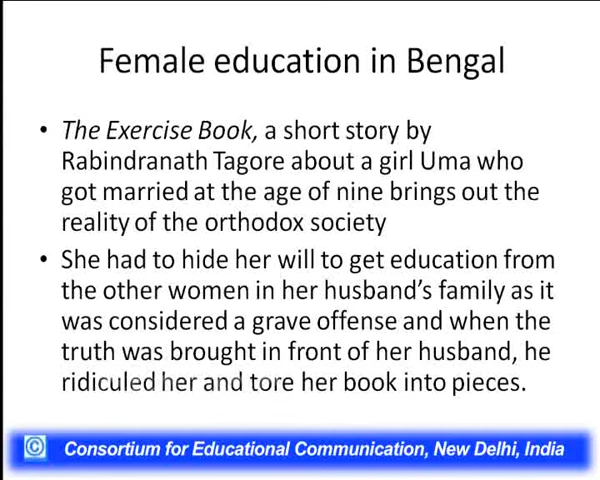 Female education in Bengal
• The Exercise Book, a short story by
Rabindranath Tagore about a girl Uma who
got married at the age of nine brings out the
reality of the orthodox society
• She had to hide her will to get education from
the other women in her husband's family as it
was considered a grave offense and when the
truth was brought in front of her husband, he
ridiculed her and tore her book into pieces.
© Consortium for Educational Communication, New Delhi, India